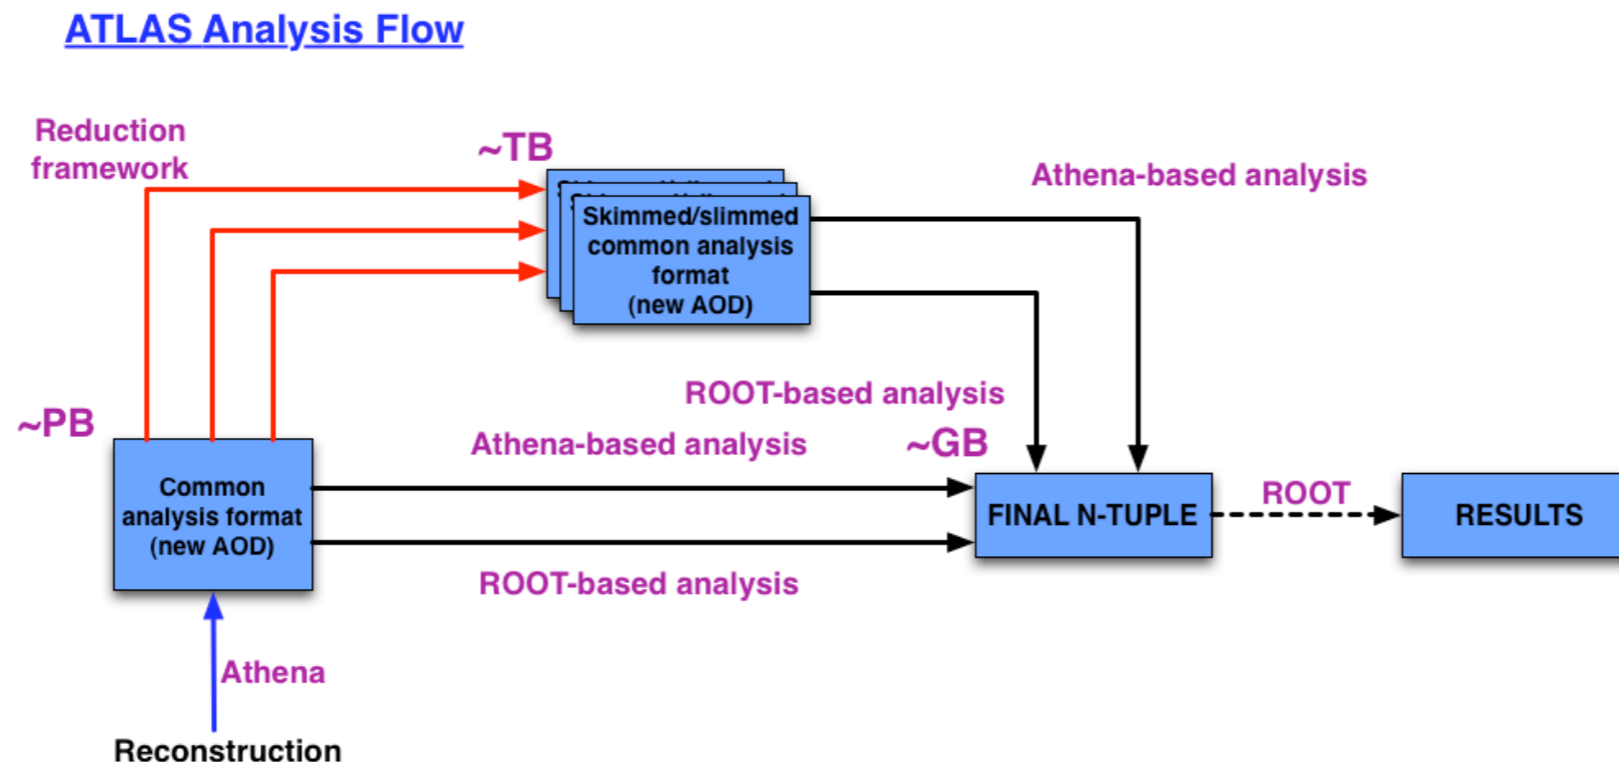 ATLAS Analysis Flow
Reduction
framework
~TB
Athena-based analysis
Skimmed/slimmed
common analysis
format
(new AOD)
ROOT-based analysis
~PB
Athena-based analysis
~GB
Common
analysis format
(new AOD)
FINAL N-TUPLE
ROOT
RESULTS
ROOT-based analysis
Athena
Reconstruction